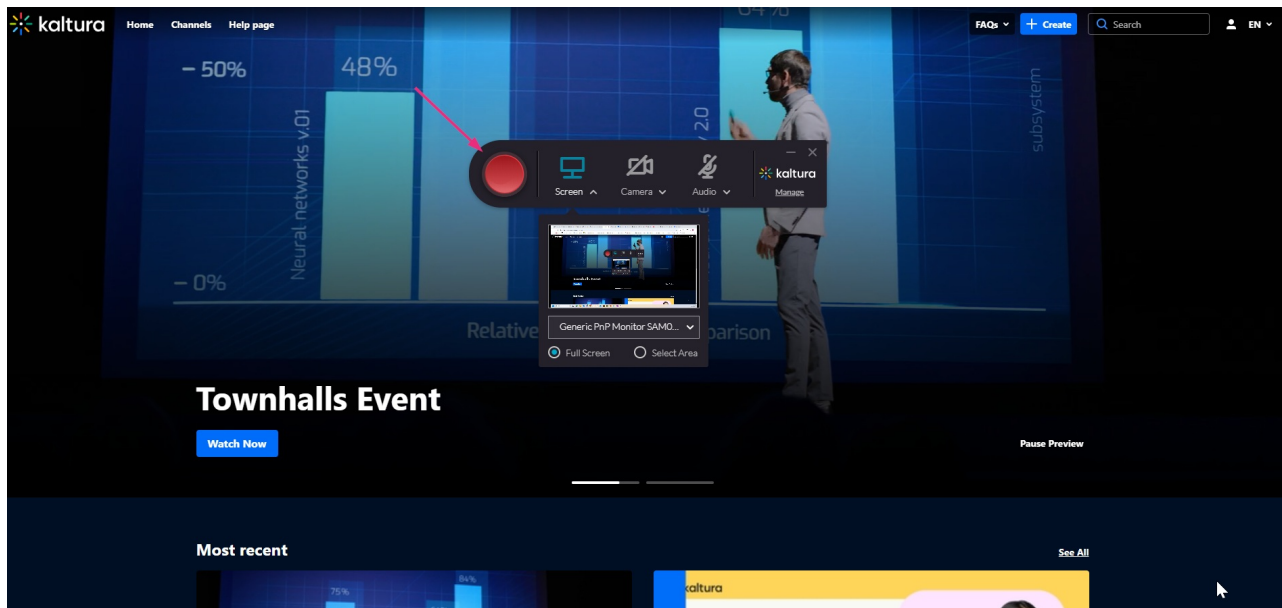 kaltura
Home Channels Help page
FAQs
+ Create
Search
EN
- 50%
48%
Neural networks v.01
2.0
subsystem
- 0%
Relative
parison
Screen
Camera
Audio
kaltura
Manage
Generic PnP Monitor SAM0...
Full Screen
Select Area
Townhalls Event
Watch Now
Pause Preview
Most recent
See All
75%
84%
kaltura